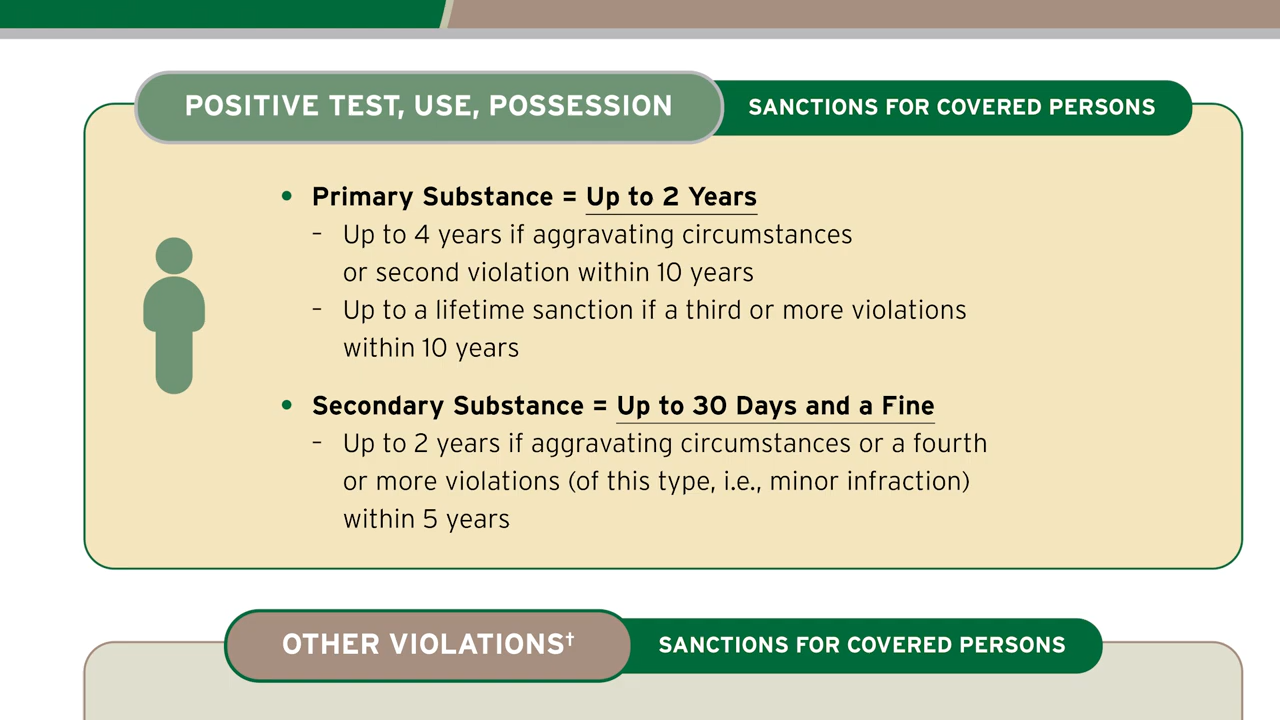 POSITIVE TEST, USE, POSSESSION
SANCTIONS FOR COVERED PERSONS
• Primary Substance = Up to 2 Years
– Up to 4 years if aggravating circumstances
or second violation within 10 years
– Up to a lifetime sanction if a third or more violations
within 10 years
• Secondary Substance = Up to 30 Days and a Fine
– Up to 2 years if aggravating circumstances or a fourth
or more violations (of this type, i.e., minor infraction)
within 5 years
OTHER VIOLATIONS†
SANCTIONS FOR COVERED PERSONS